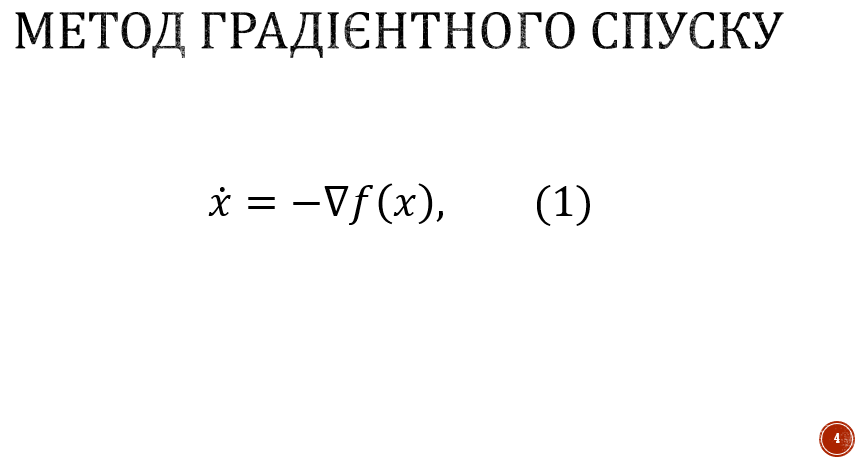 МЕТОД ГРАДІЄНТНОГО СПУСКУ
ẋ = −∇f(x), (1)
4